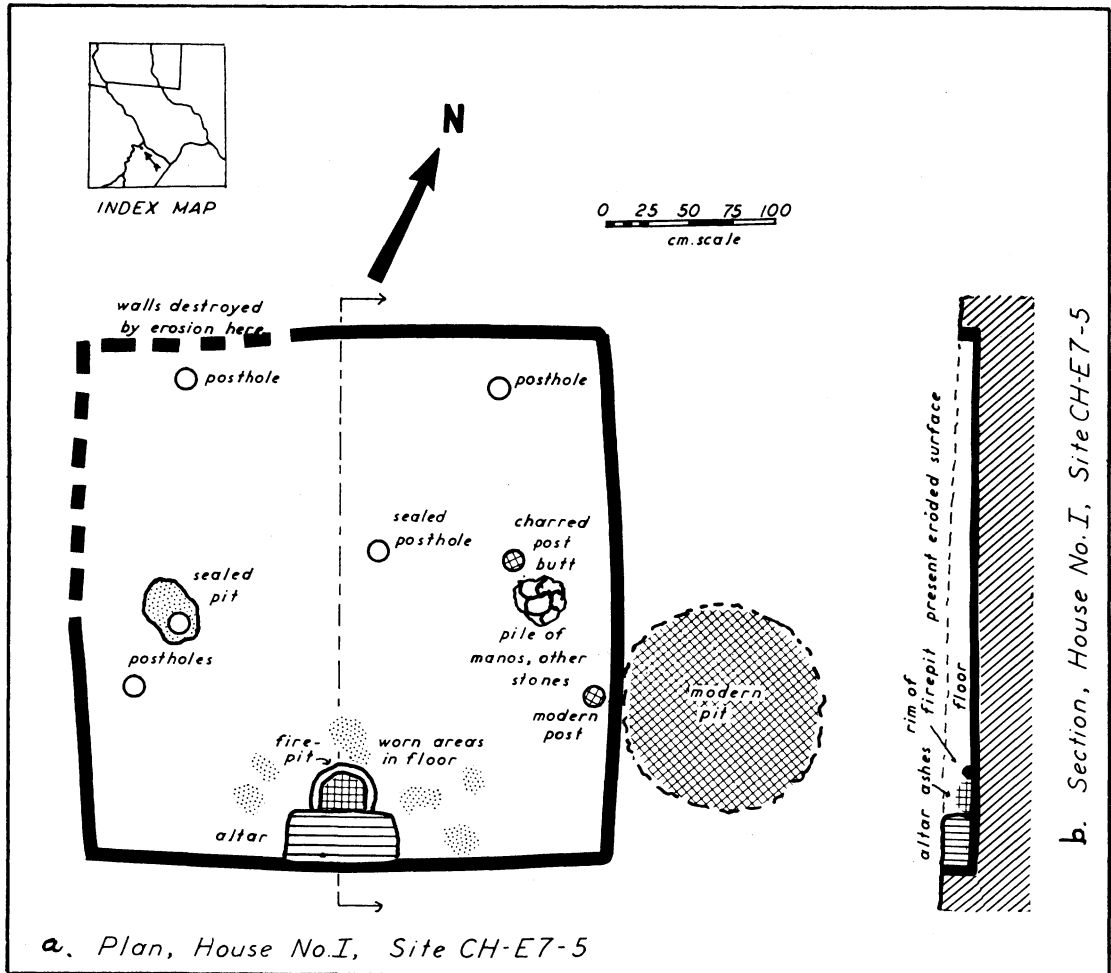 INDEX MAP
N
0 25 50 75 100
cm. scale
walls destroyed
by erosion here
posthole
posthole
sealed
posthole
charred
post
butt
sealed
pit
postholes
pile of
manos, other
stones
modern
post
modern
pit
fire-
pit
worn areas
in floor
altar
altar
ashes
rim of
firepit
floor
present eroded surface
a. Plan, House No. I, Site CH-E7-5
b. Section, House No. I, Site CH-E7-5